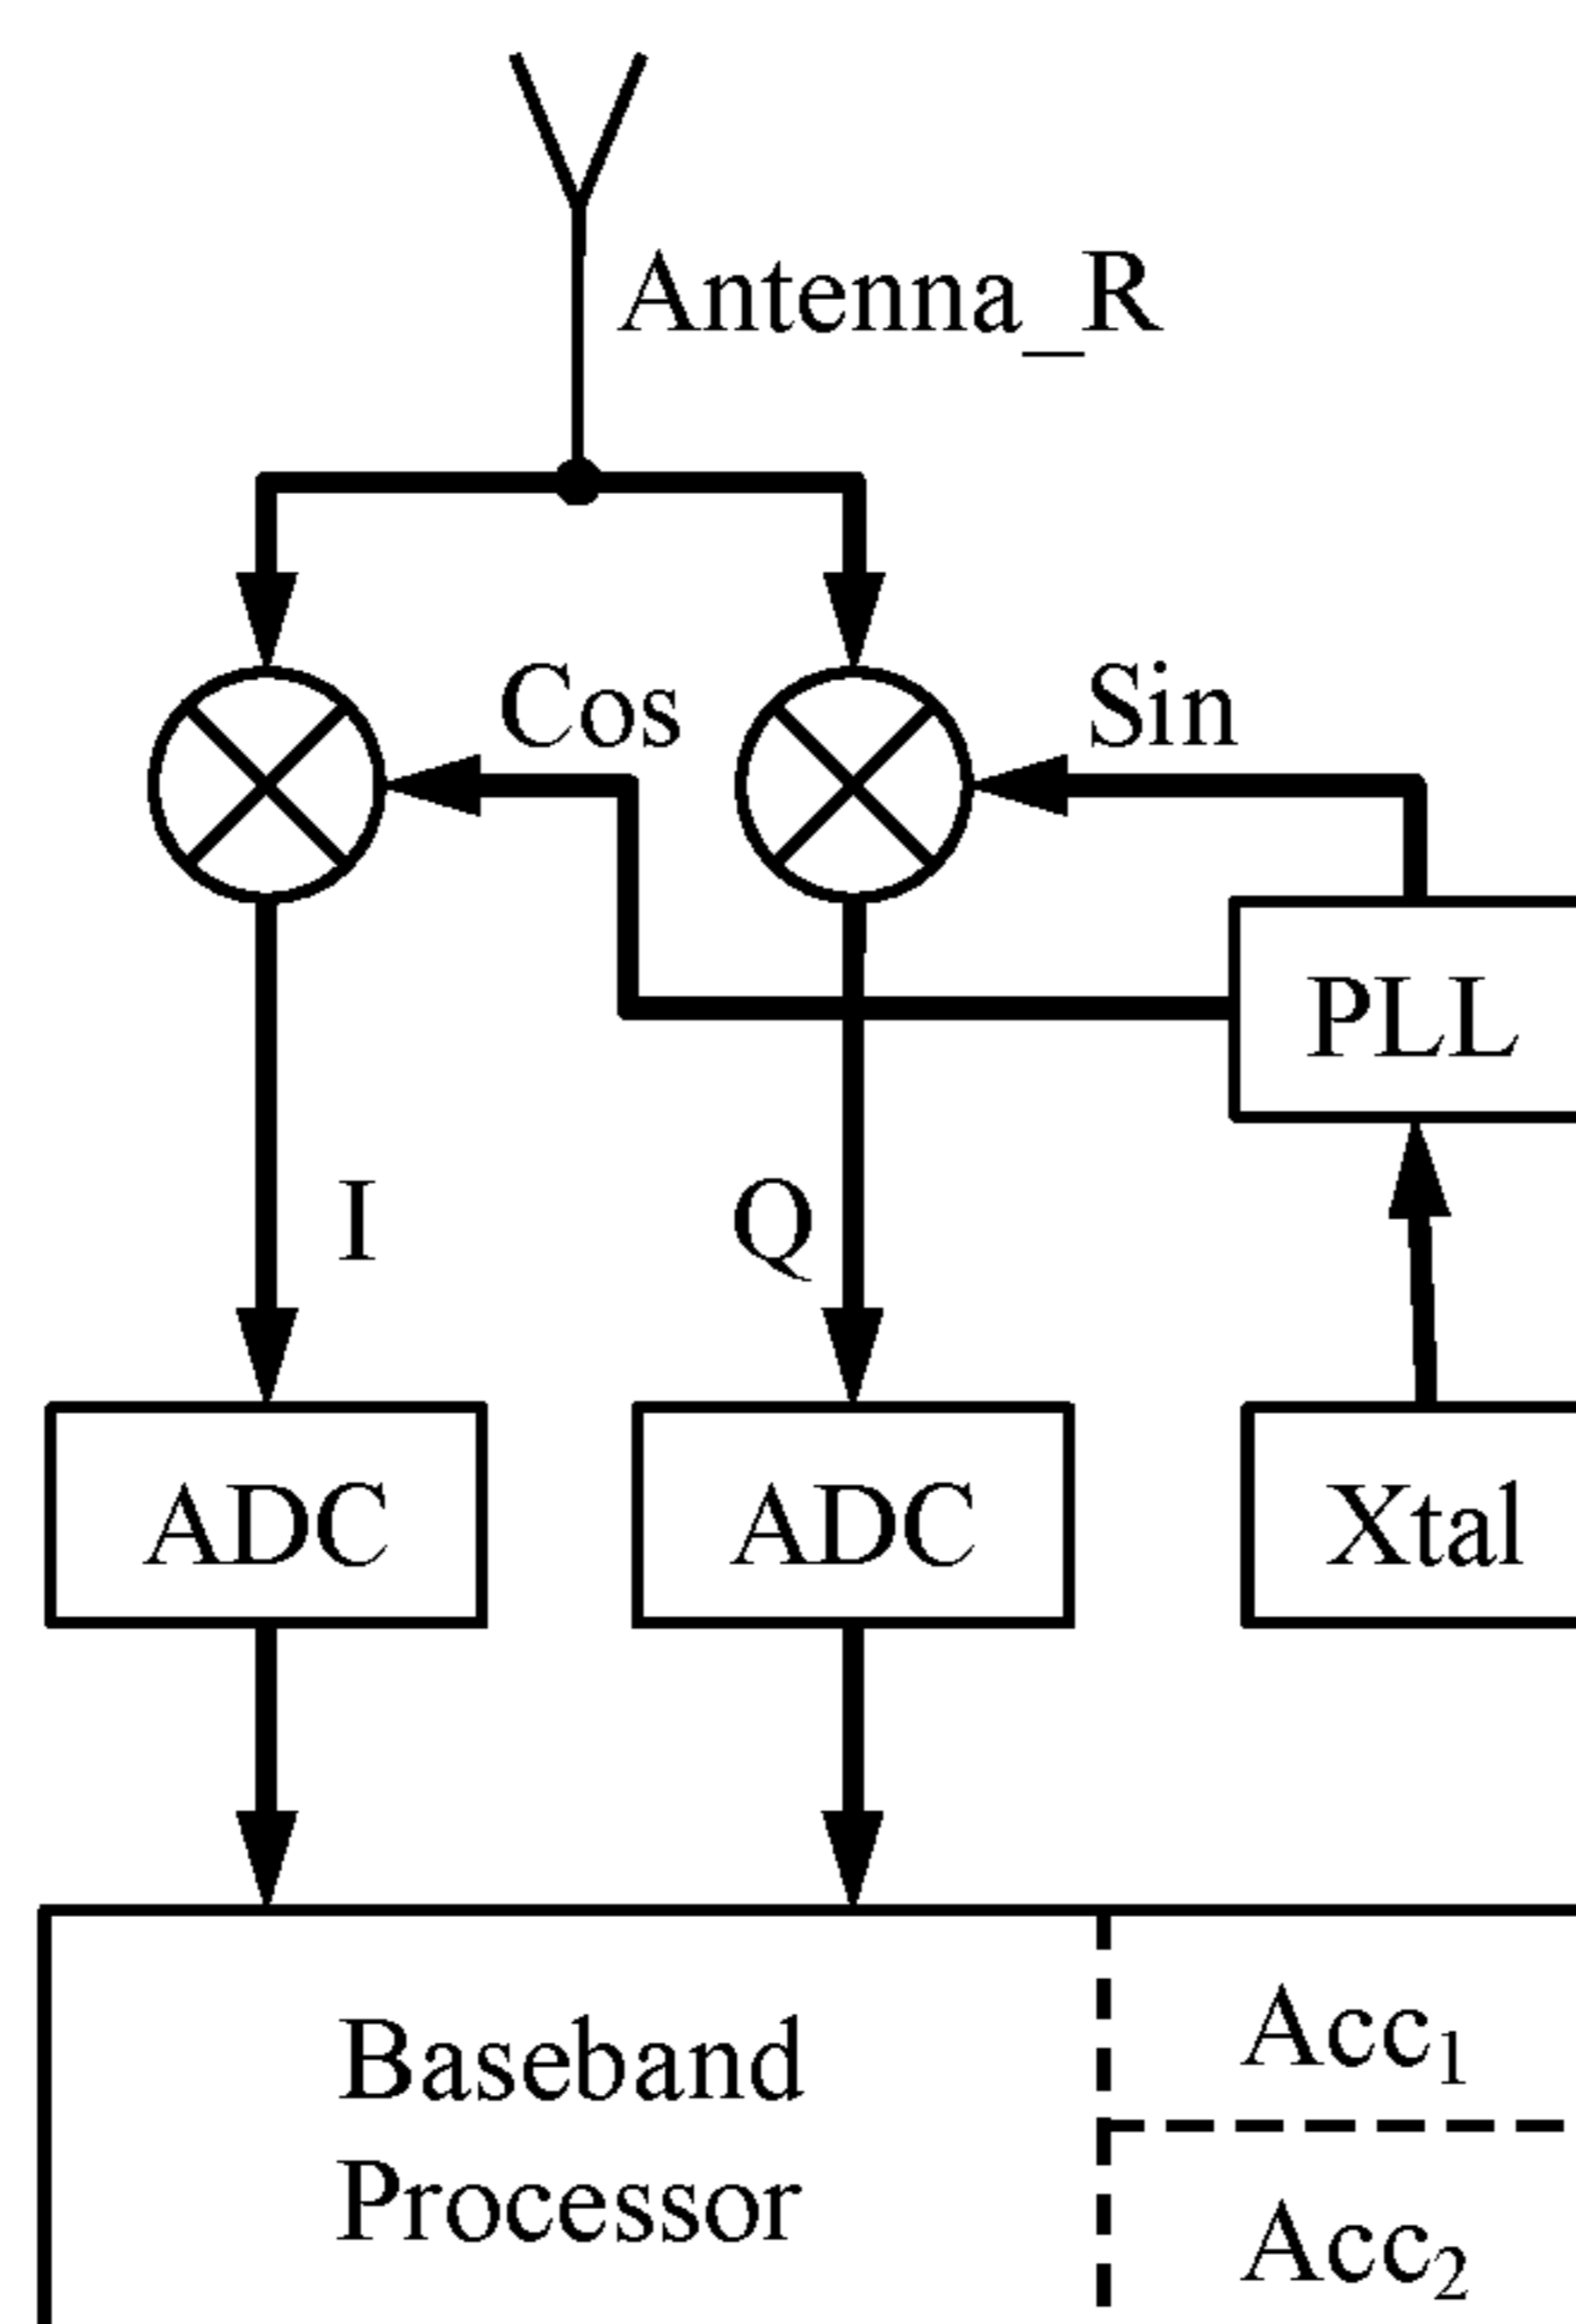 Antenna_R
Cos
Sin
PLL
I
Q
ADC
ADC
Xtal
Baseband
Processor
Acc₁
Acc₂